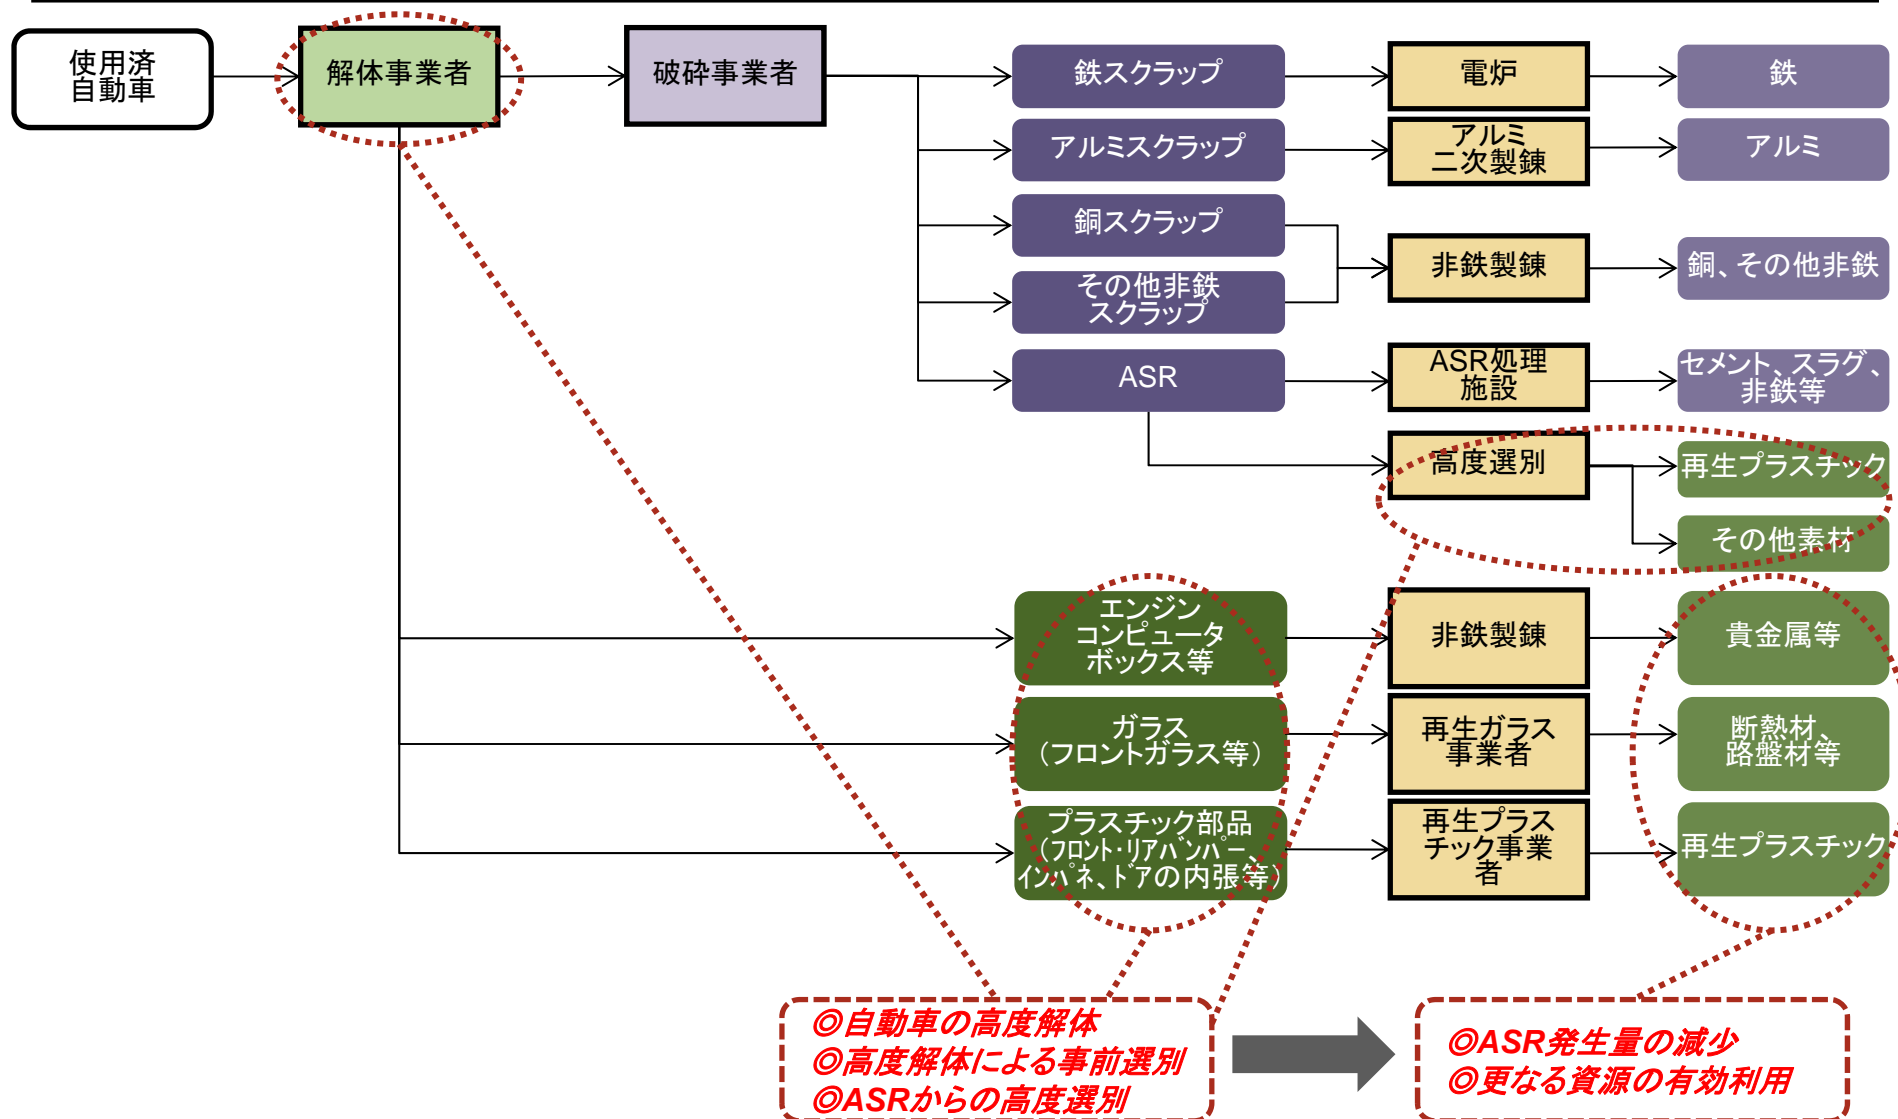 使用済
自動車
解体事業者
破砕事業者
鉄スクラップ
電炉
鉄
アルミスクラップ
アルミ
二次製錬
アルミ
銅スクラップ
その他非鉄
スクラップ
非鉄製錬
銅、その他非鉄
ASR
ASR処理
施設
セメント、スラグ、
非鉄等
高度選別
再生プラスチック
その他素材
エンジン
コンピュータ
ボックス等
非鉄製錬
貴金属等
ガラス
（フロントガラス等）
再生ガラス
事業者
断熱材、
路盤材等
プラスチック部品
（フロント・リアバンパー、
インパネ、ドアの内張等）
再生プラス
チック事業
者
再生プラスチック
◎自動車の高度解体
◎高度解体による事前選別
◎ASRからの高度選別
◎ASR発生量の減少
◎更なる資源の有効利用